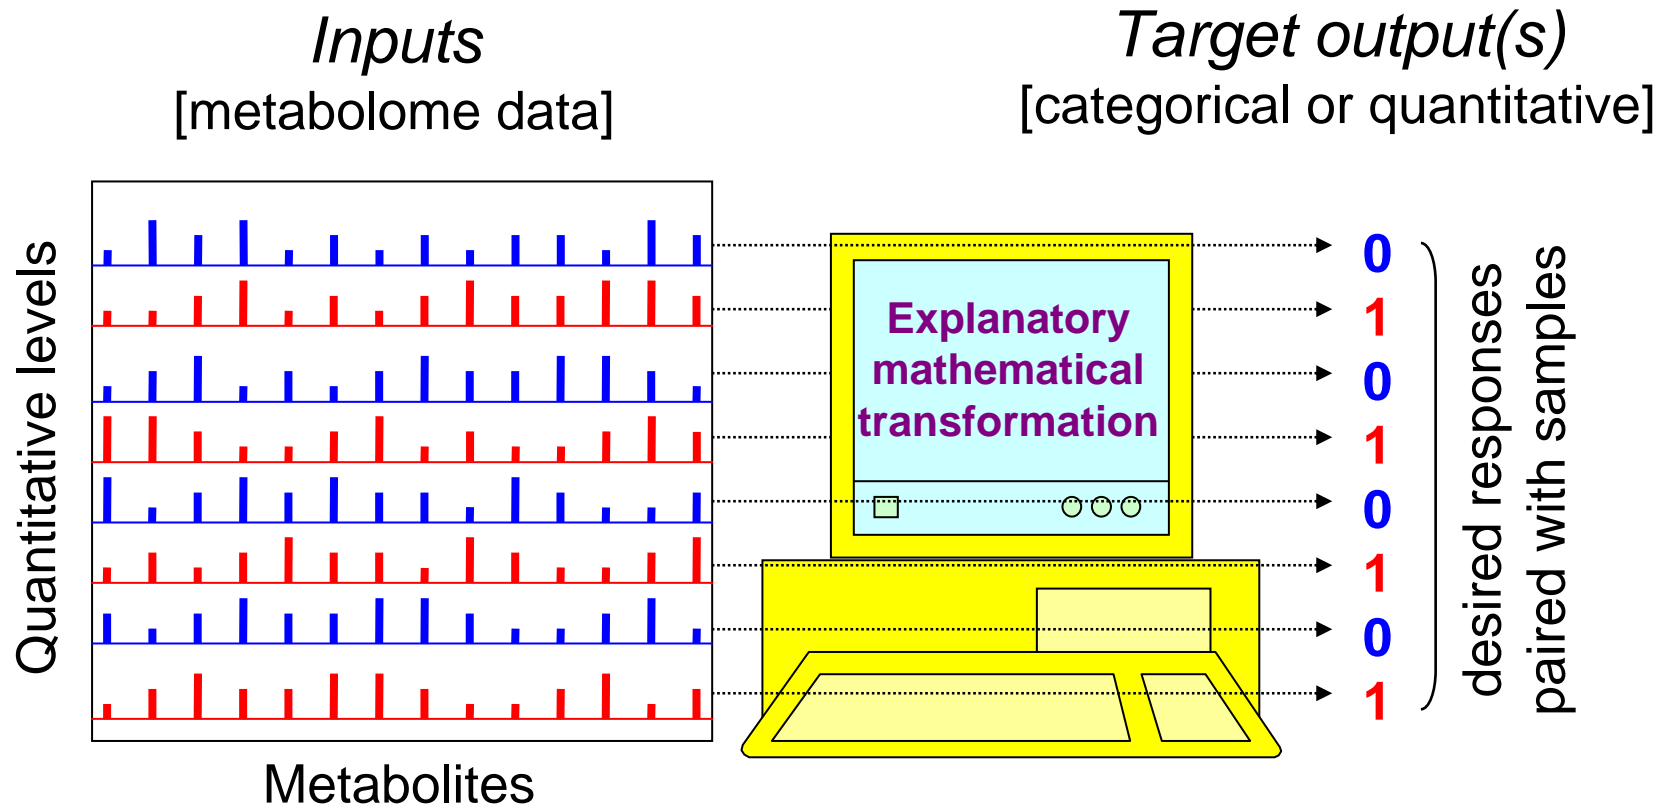 Inputs
[metabolome data]
Target output(s)
[categorical or quantitative]
Quantitative levels
Metabolites
Explanatory
mathematical
transformation
0
1
0
1
0
1
0
1
desired responses
paired with samples